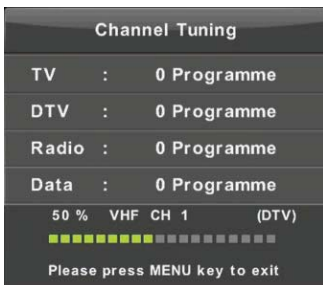 Channel Tuning
TV : 0 Programme
DTV : 0 Programme
Radio : 0 Programme
Data : 0 Programme
50 % VHF CH 1 (DTV)
Please press MENU key to exit